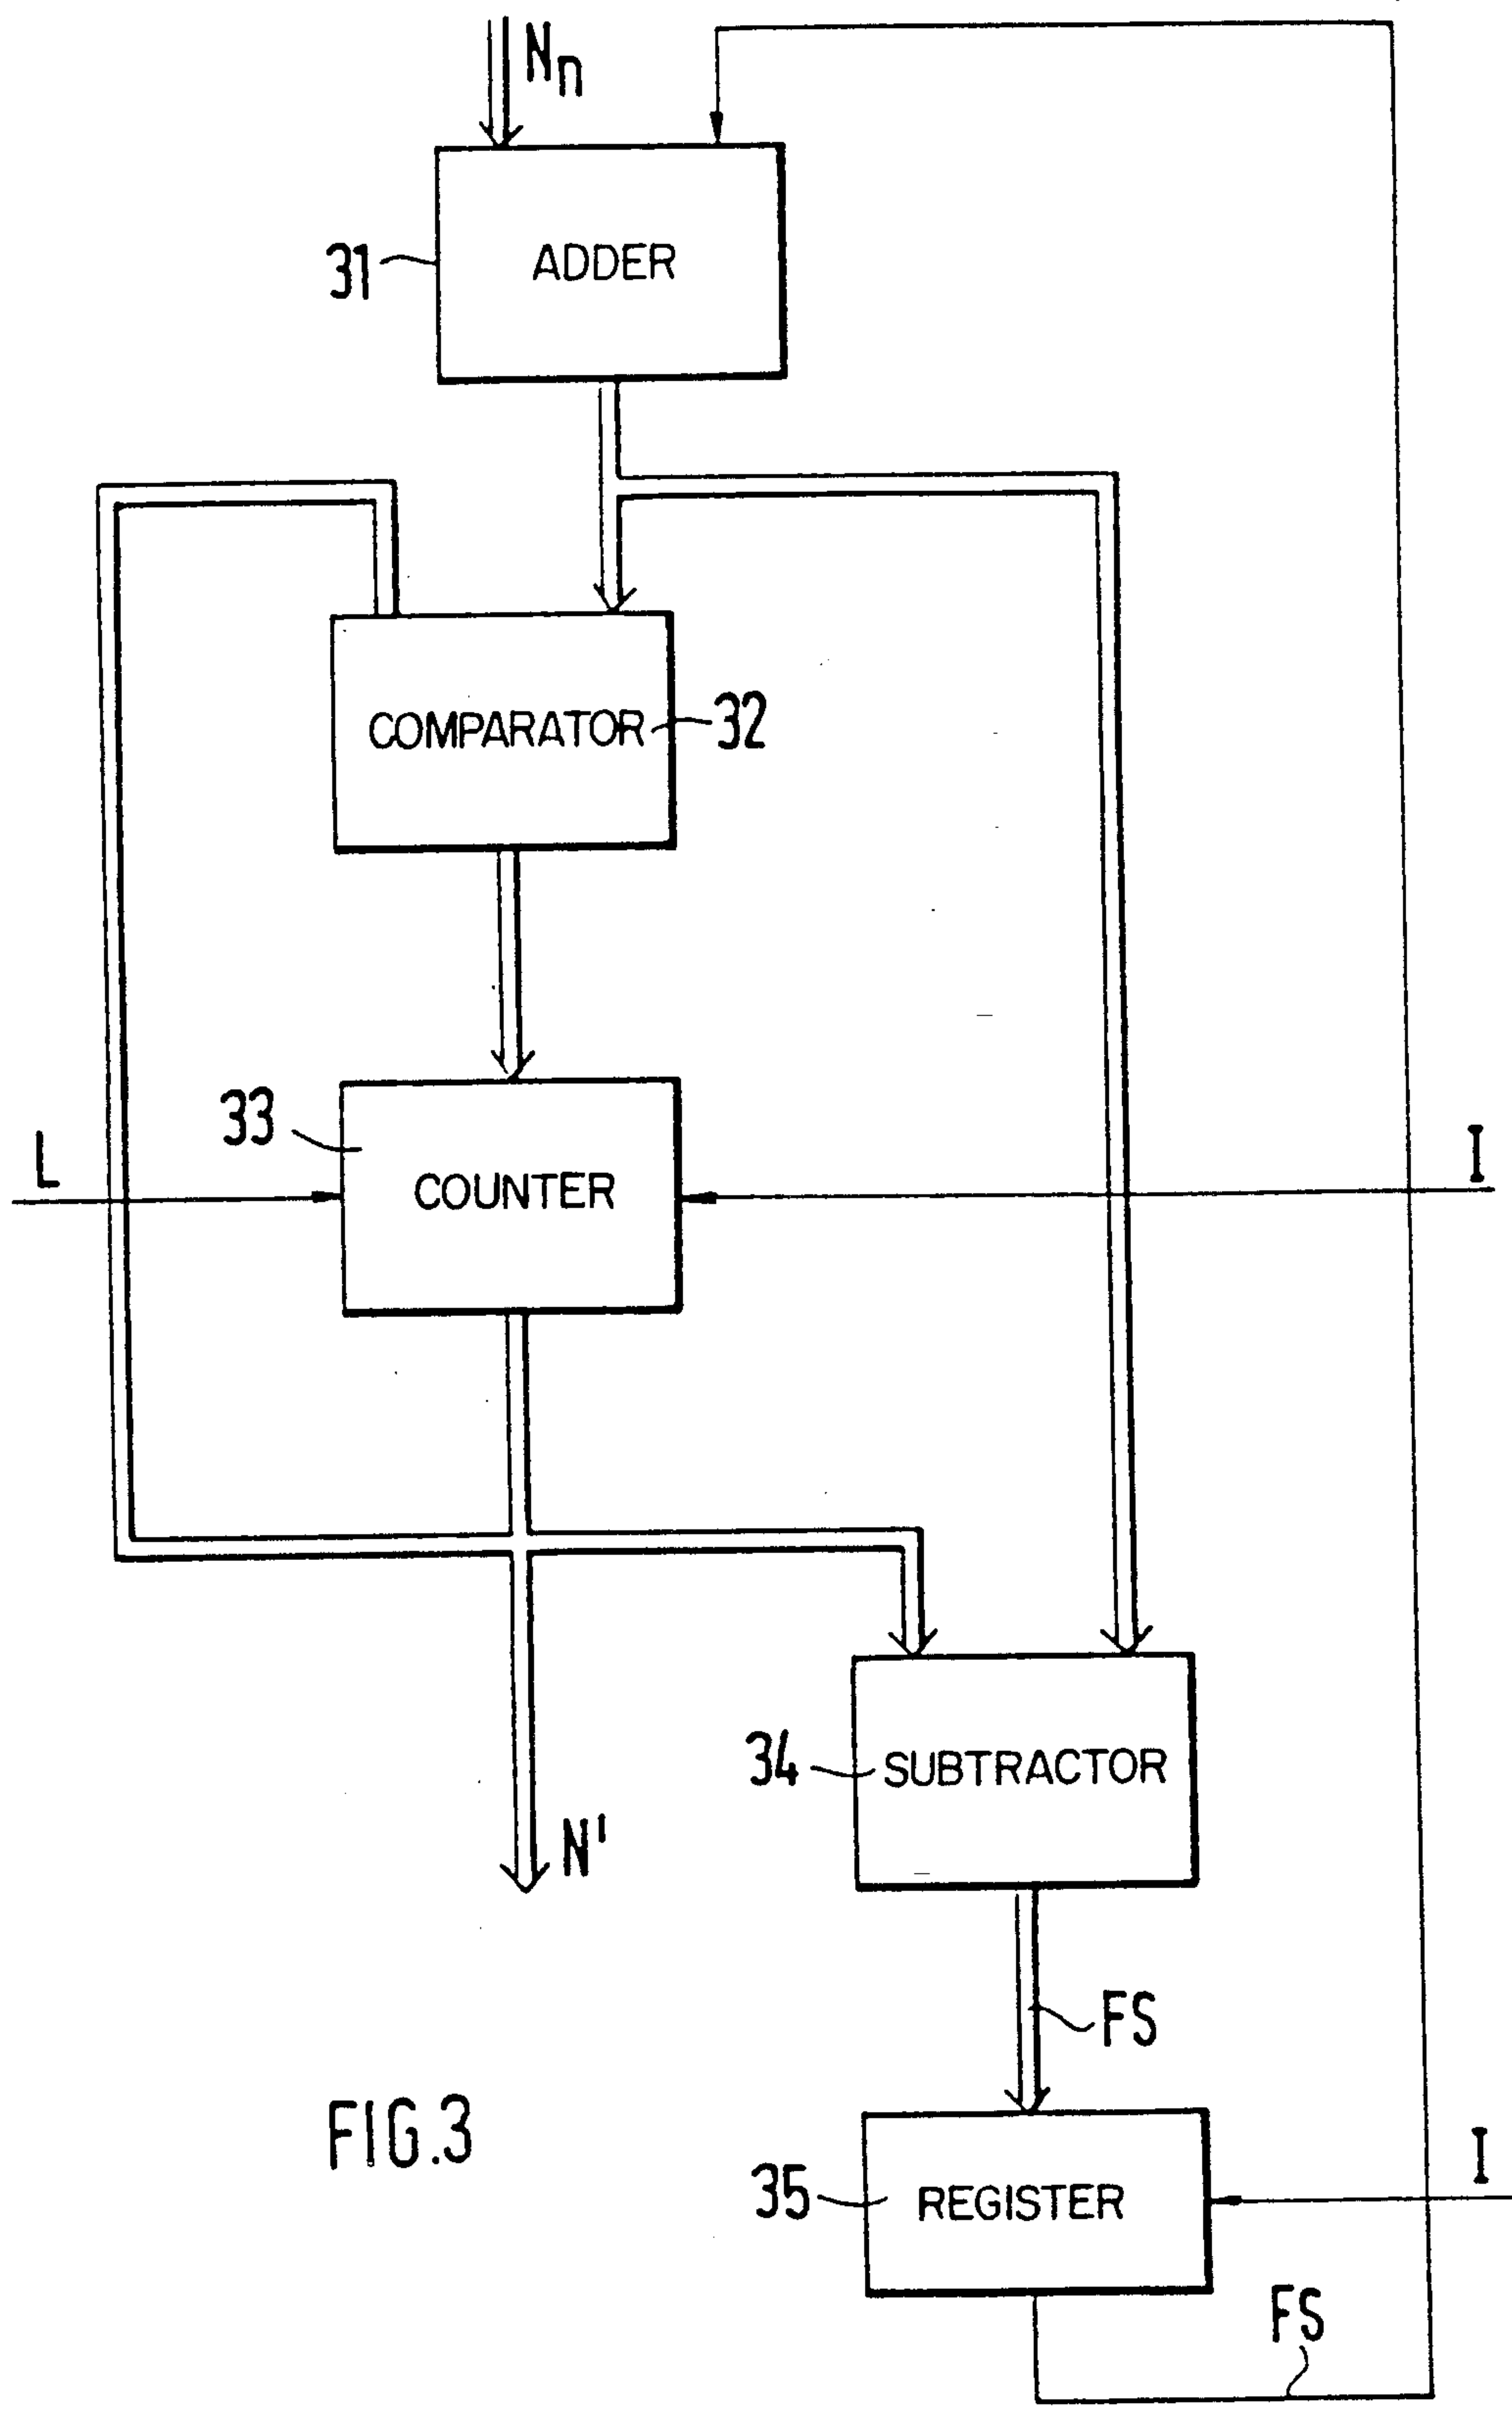 Nn
31
ADDER
COMPARATOR
32
33
L
COUNTER
I
34
SUBTRACTOR
N'
FS
FIG.3
35
REGISTER
I
FS